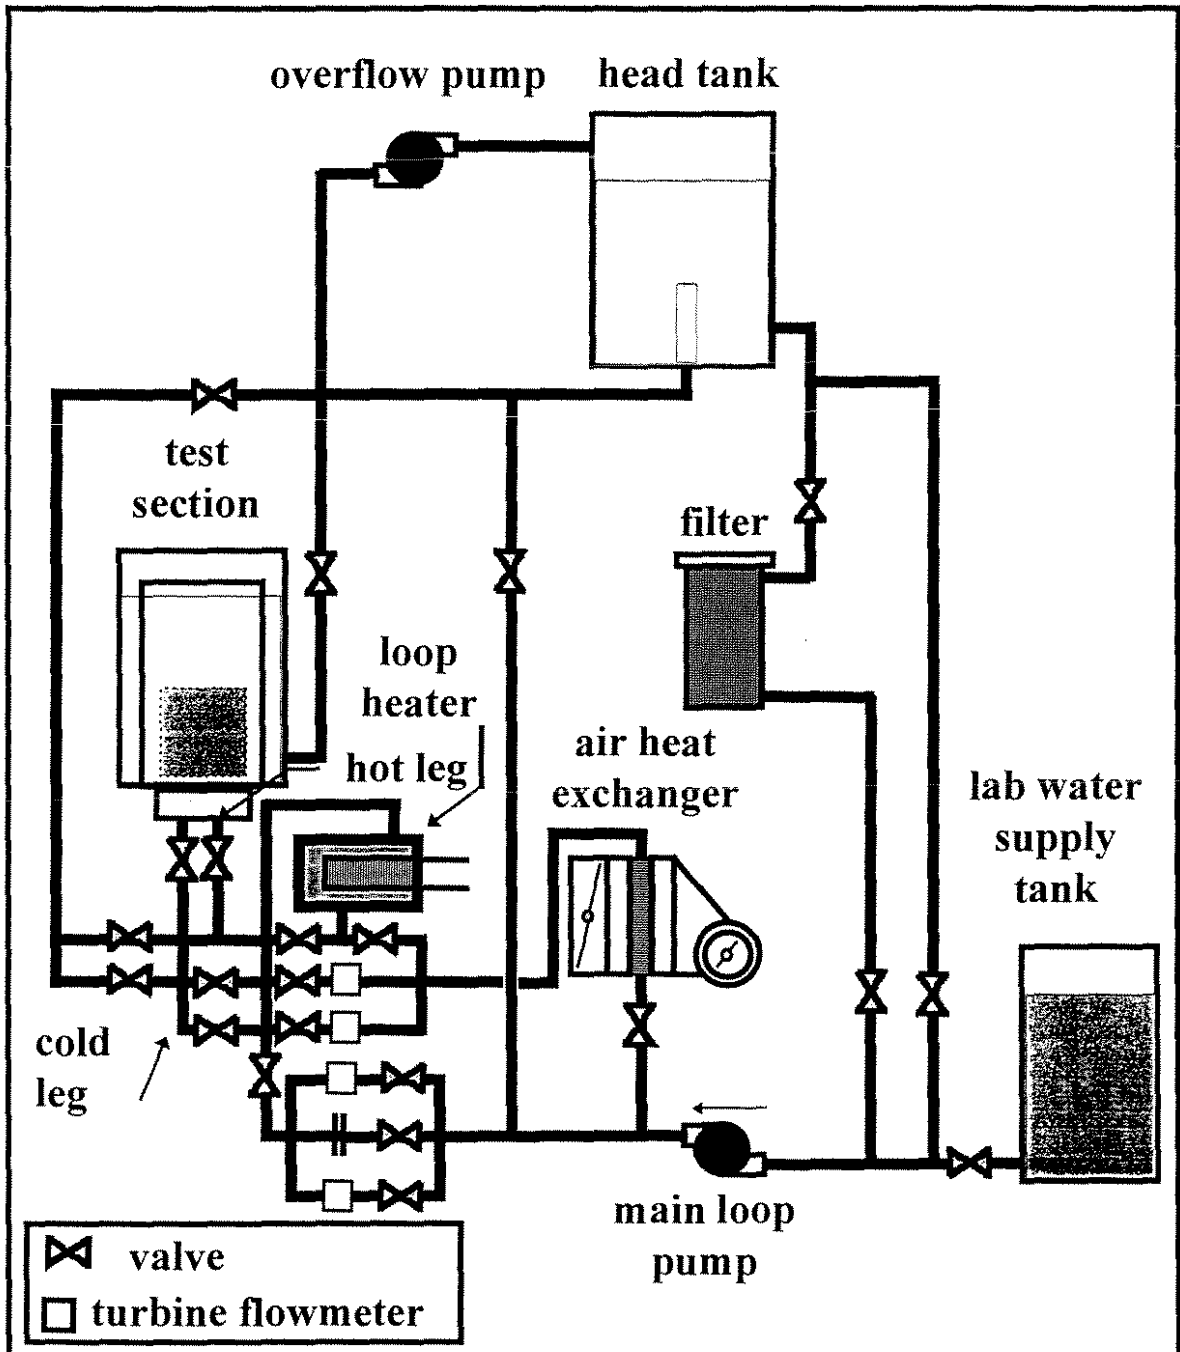 overflow pump
head tank
test
section
filter
loop
heater
hot leg
air heat
exchanger
lab water
supply
tank
cold
leg
main loop
pump
valve
turbine flowmeter